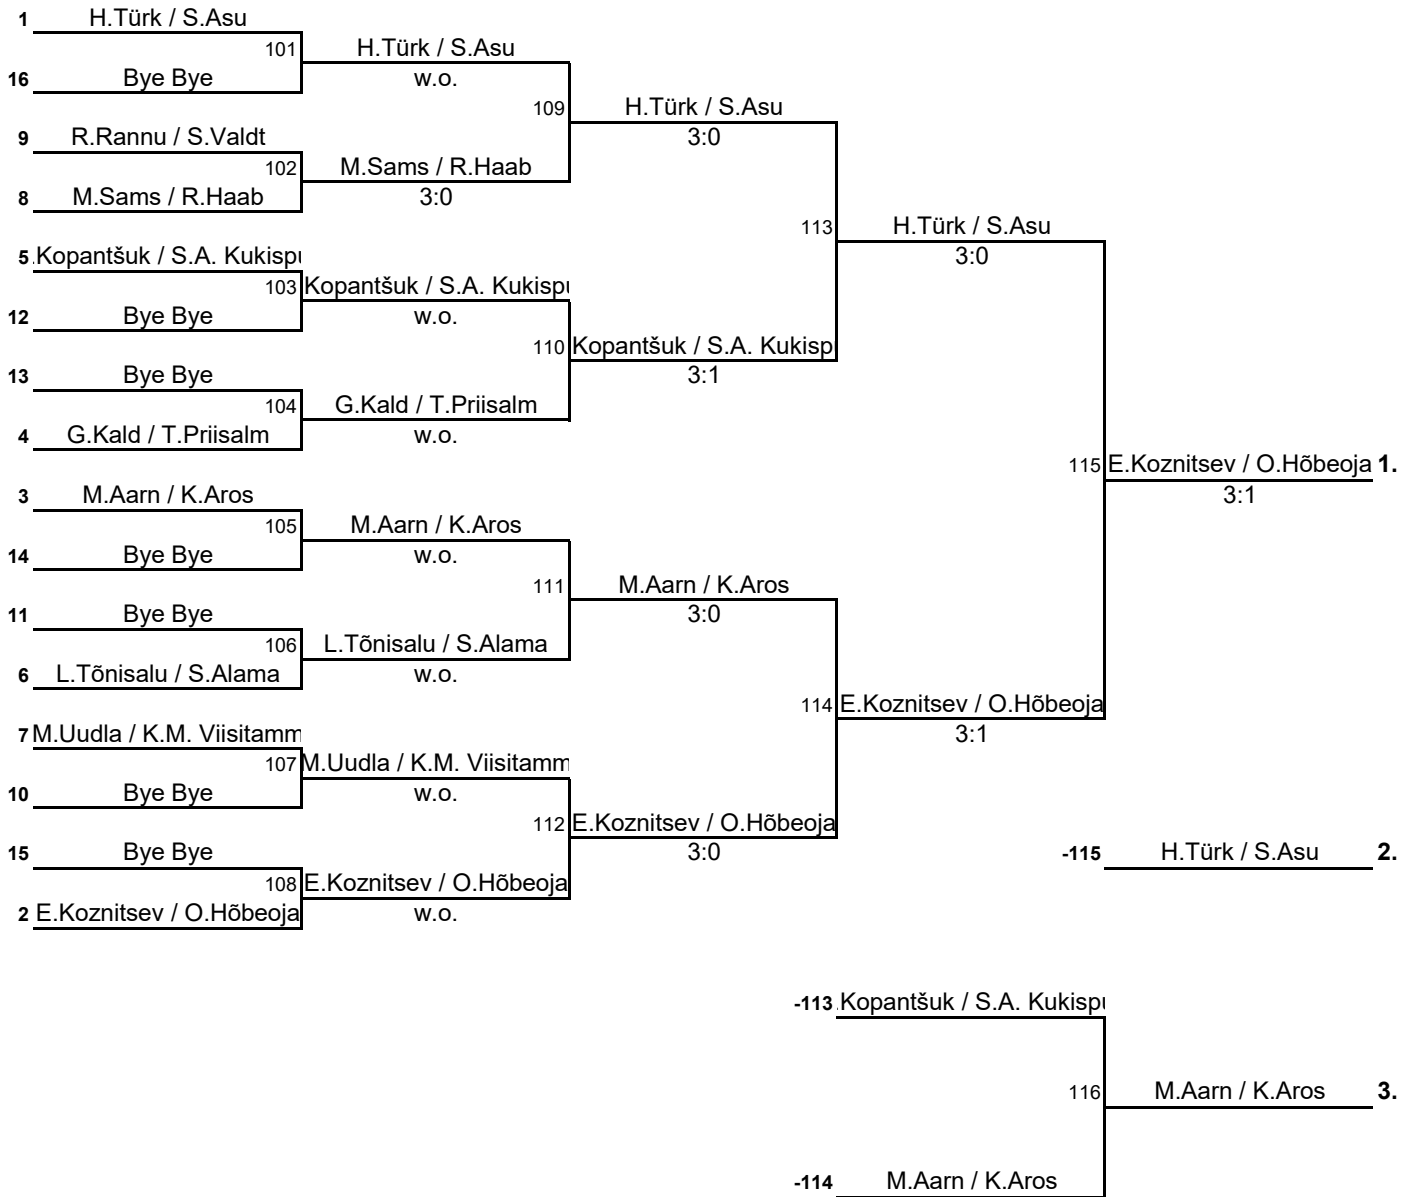 1 H.Türk / S.Asu
101 H.Türk / S.Asu
16 Bye Bye w.o.
109 H.Türk / S.Asu
9 R.Rannu / S.Valdt 3:0
102 M.Sams / R.Haab
8 M.Sams / R.Haab 3:0
113 H.Türk / S.Asu
5 .Kopantšuk / S.A. Kukispu 3:0
103 Kopantšuk / S.A. Kukispu
12 Bye Bye w.o.
110 Kopantšuk / S.A. Kukisp
13 Bye Bye 3:1
104 G.Kald / T.Priisalm
4 G.Kald / T.Priisalm w.o.
115 E.Koznitsev / O.Hõbeoja 1.
3 M.Aarn / K.Aros 3:1
105 M.Aarn / K.Aros
14 Bye Bye w.o.
111 M.Aarn / K.Aros
11 Bye Bye 3:0
106 L.Tõnisalu / S.Alama
6 L.Tõnisalu / S.Alama w.o.
114 E.Koznitsev / O.Hõbeoja
7 M.Uudla / K.M. Viisitamm 3:1
107 M.Uudla / K.M. Viisitamm
10 Bye Bye w.o.
112 E.Koznitsev / O.Hõbeoja
15 Bye Bye 3:0 -115 H.Türk / S.Asu 2.
108 E.Koznitsev / O.Hõbeoja
2 E.Koznitsev / O.Hõbeoja w.o.
-113 .Kopantšuk / S.A. Kukispu
116 M.Aarn / K.Aros 3.
-114 M.Aarn / K.Aros